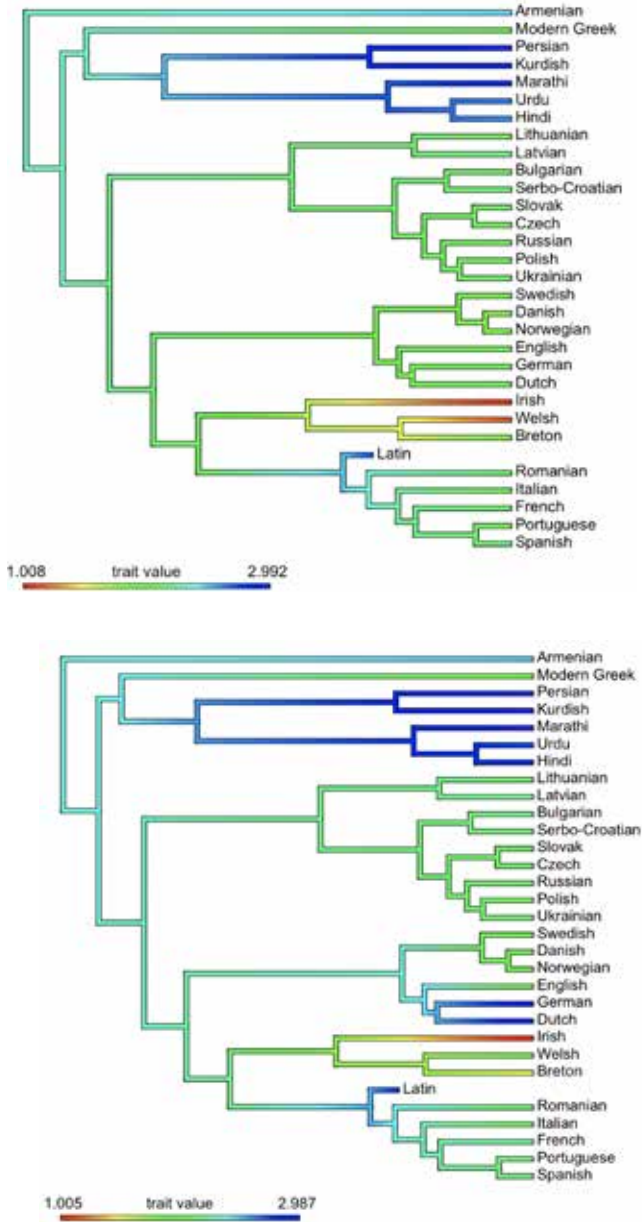 Armenian
Modern Greek
Persian
Kurdish
Marathi
Urdu
Hindi
Lithuanian
Latvian
Bulgarian
Serbo-Croatian
Slovak
Czech
Russian
Polish
Ukrainian
Swedish
Danish
Norwegian
English
German
Dutch
Irish
Welsh
Breton
Latin
Romanian
Italian
French
Portuguese
Spanish
1.008 trait value 2.992
Armenian
Modern Greek
Persian
Kurdish
Marathi
Urdu
Hindi
Lithuanian
Latvian
Bulgarian
Serbo-Croatian
Slovak
Czech
Russian
Polish
Ukrainian
Swedish
Danish
Norwegian
English
German
Dutch
Irish
Welsh
Breton
Latin
Romanian
Italian
French
Portuguese
Spanish
1.005 trait value 2.987